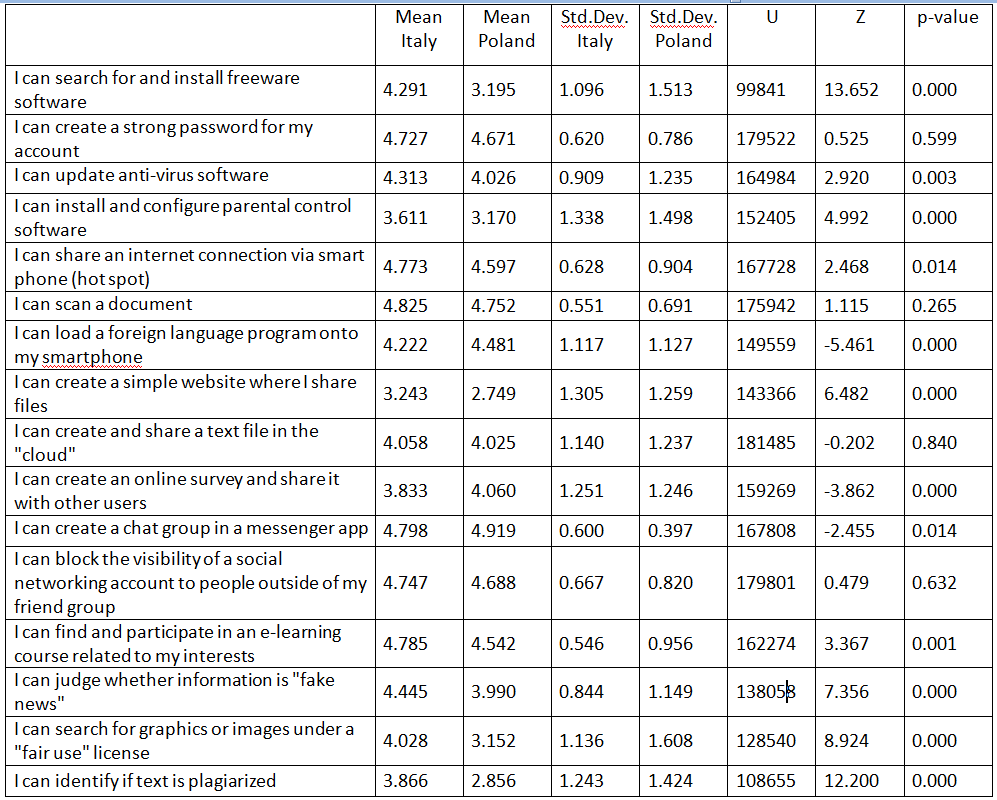 Mean Italy Mean Poland Std.Dev. Italy Std.Dev. Poland U Z p-value
I can search for and install freeware software 4.291 3.195 1.096 1.513 99841 13.652 0.000
I can create a strong password for my account 4.727 4.671 0.620 0.786 179522 0.525 0.599
I can update anti-virus software 4.313 4.026 0.909 1.235 164984 2.920 0.003
I can install and configure parental control software 3.611 3.170 1.338 1.498 152405 4.992 0.000
I can share an internet connection via smart phone (hot spot) 4.773 4.597 0.628 0.904 167728 2.468 0.014
I can scan a document 4.825 4.752 0.551 0.691 175942 1.115 0.265
I can load a foreign language program onto my smartphone 4.222 4.481 1.117 1.127 149559 -5.461 0.000
I can create a simple website where I share files 3.243 2.749 1.305 1.259 143366 6.482 0.000
I can create and share a text file in the "cloud" 4.058 4.025 1.140 1.237 181485 -0.202 0.840
I can create an online survey and share it with other users 3.833 4.060 1.251 1.246 159269 -3.862 0.000
I can create a chat group in a messenger app 4.798 4.919 0.600 0.397 167808 -2.455 0.014
I can block the visibility of a social networking account to people outside of my friend group 4.747 4.688 0.667 0.820 179801 0.479 0.632
I can find and participate in an e-learning course related to my interests 4.785 4.542 0.546 0.956 162274 3.367 0.001
I can judge whether information is "fake news" 4.445 3.990 0.844 1.149 138058 7.356 0.000
I can search for graphics or images under a "fair use" license 4.028 3.152 1.136 1.608 128540 8.924 0.000
I can identify if text is plagiarized 3.866 2.856 1.243 1.424 108655 12.200 0.000